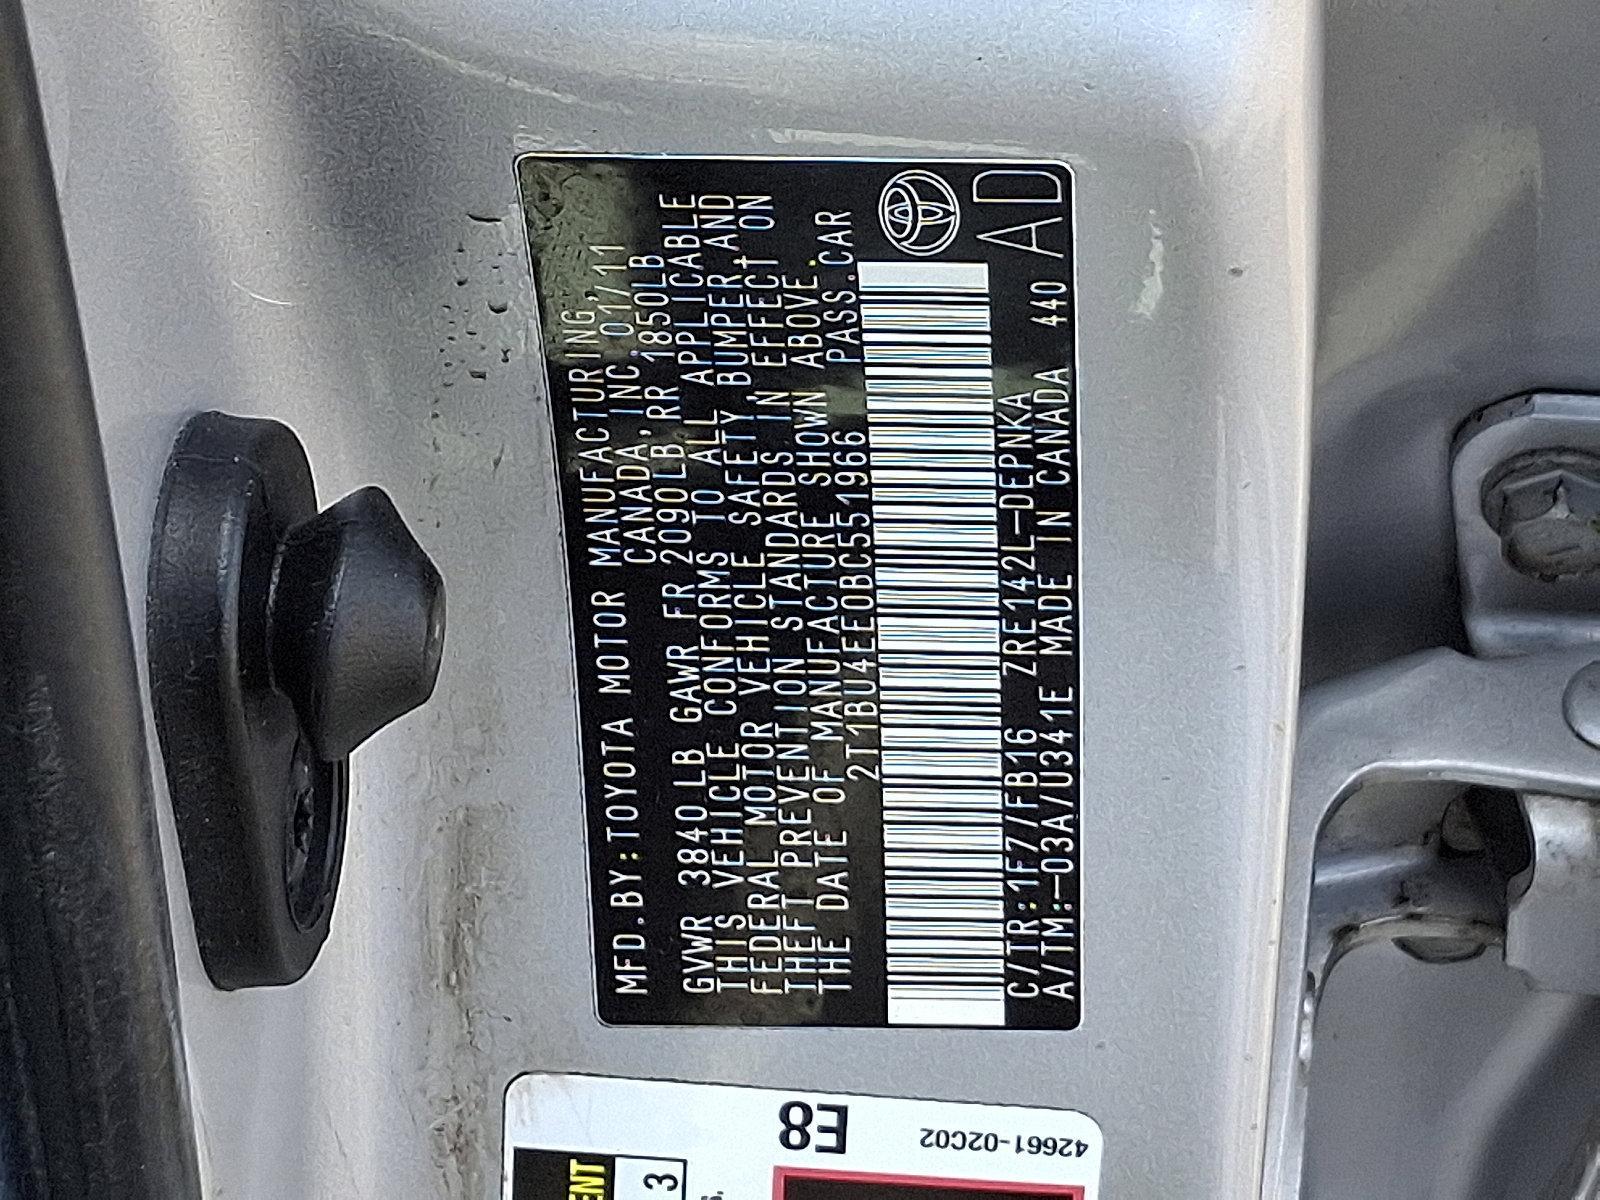 MFD.BY:TOYOTA MOTOR MANUFACTURING,
CANADA, INC. 01/11
GVWR 3840LB GAWR FR 2090LB RR 1850LB
THIS VEHICLE CONFORMS TO ALL APPLICABLE
FEDERAL MOTOR VEHICLE SAFETY, BUMPER, AND
THEFT PREVENTION STANDARDS IN EFFECT ON
THE DATE OF MANUFACTURE SHOWN ABOVE.
2T1BU4EE0BC551966 PASS.CAR
C/TR:1F7/FB16 ZRE142L-DEPNKA
A/TM:-03A/U341E MADE IN CANADA 440
AD
E8
42661-02C02
3